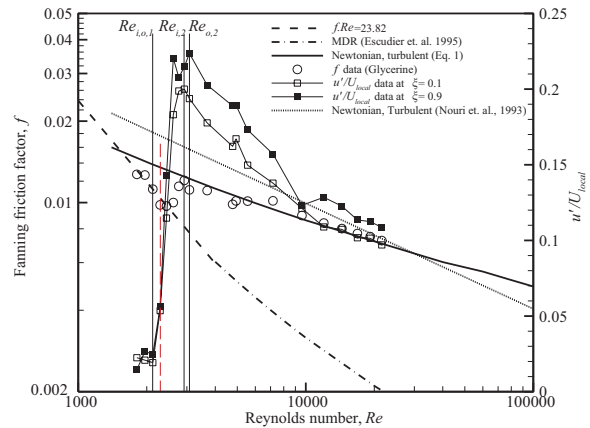 0.05
0.04
0.03
0.02
0.01
0.002
Fanning friction factor, f
Re_{i,o,1}
Re_{i,2}
Re_{o,2}
f.Re=23.82
MDR (Escudier et. al. 1995)
Newtonian, turbulent (Eq. 1)
f data (Glycerine)
u'/U_{local} data at ξ= 0.1
u'/U_{local} data at ξ= 0.9
Newtonian, Turbulent (Nouri et. al., 1993)
0.25
0.2
0.15
0.1
0.05
0
u'/U_{local}
1000
10000
100000
Reynolds number, Re